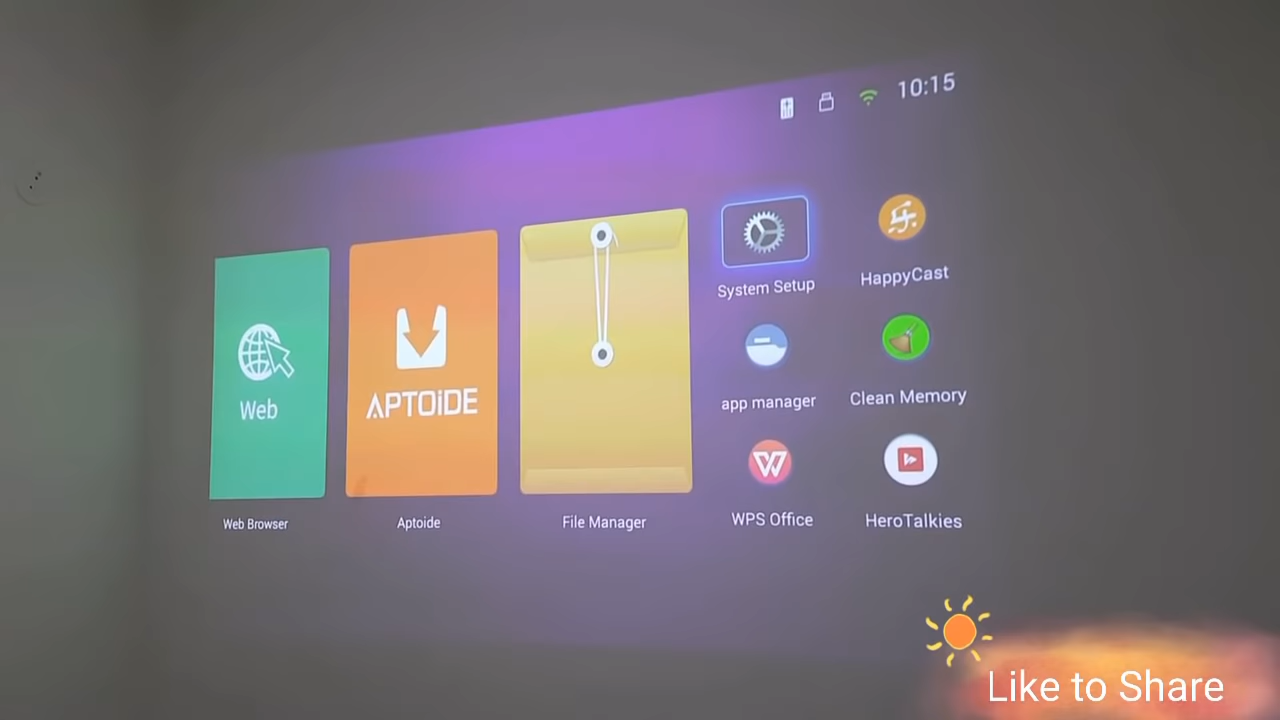 10:15
Web
APTOiDE
乐
System Setup
HappyCast
app manager
Clean Memory
W
WPS Office
HeroTalkies
Web Browser
Aptoide
File Manager
Like to Share